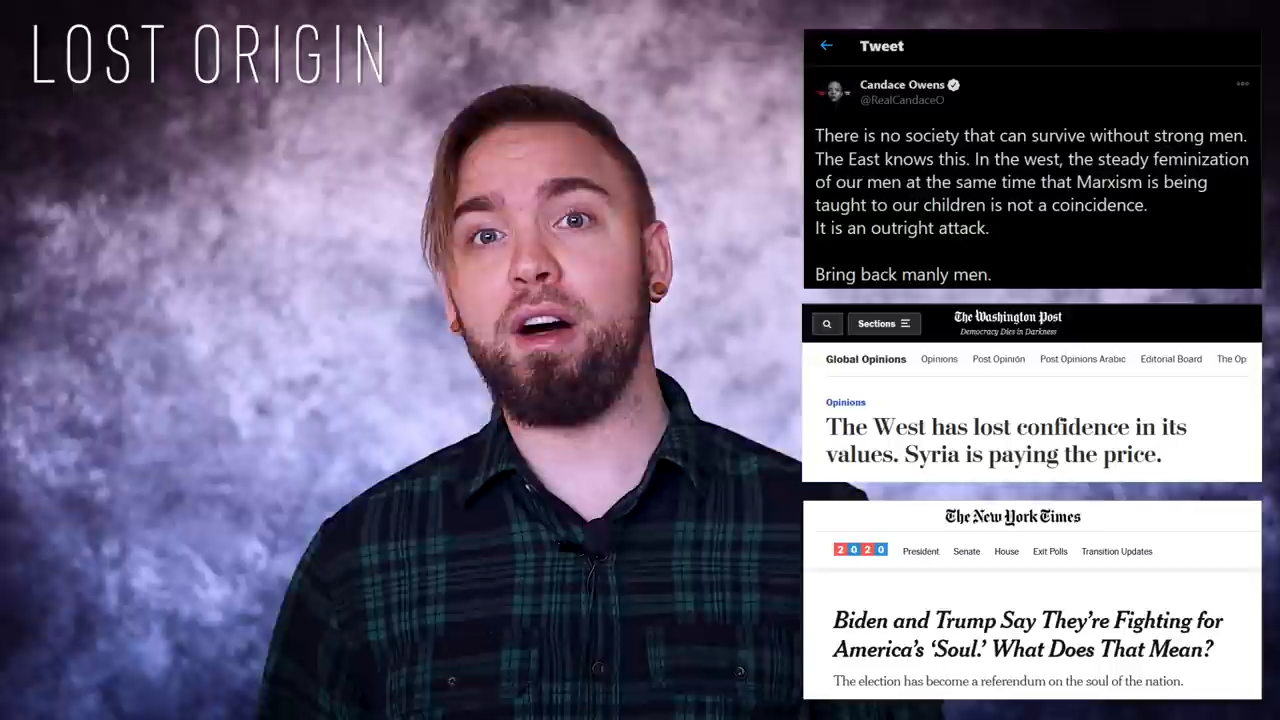 LOST ORIGIN
Tweet
Candace Owens
@RealCandaceO
There is no society that can survive without strong men.
The East knows this. In the west, the steady feminization
of our men at the same time that Marxism is being
taught to our children is not a coincidence.
It is an outright attack.
Bring back manly men.
Sections
The Washington Post
Democracy Dies in Darkness
Global Opinions Opinions Post Opinión Post Opinions Arabic Editorial Board The Op
Opinions
The West has lost confidence in its
values. Syria is paying the price.
The New York Times
2020 President Senate House Exit Polls Transition Updates
Biden and Trump Say They're Fighting for
America's ‘Soul.’ What Does That Mean?
The election has become a referendum on the soul of the nation.